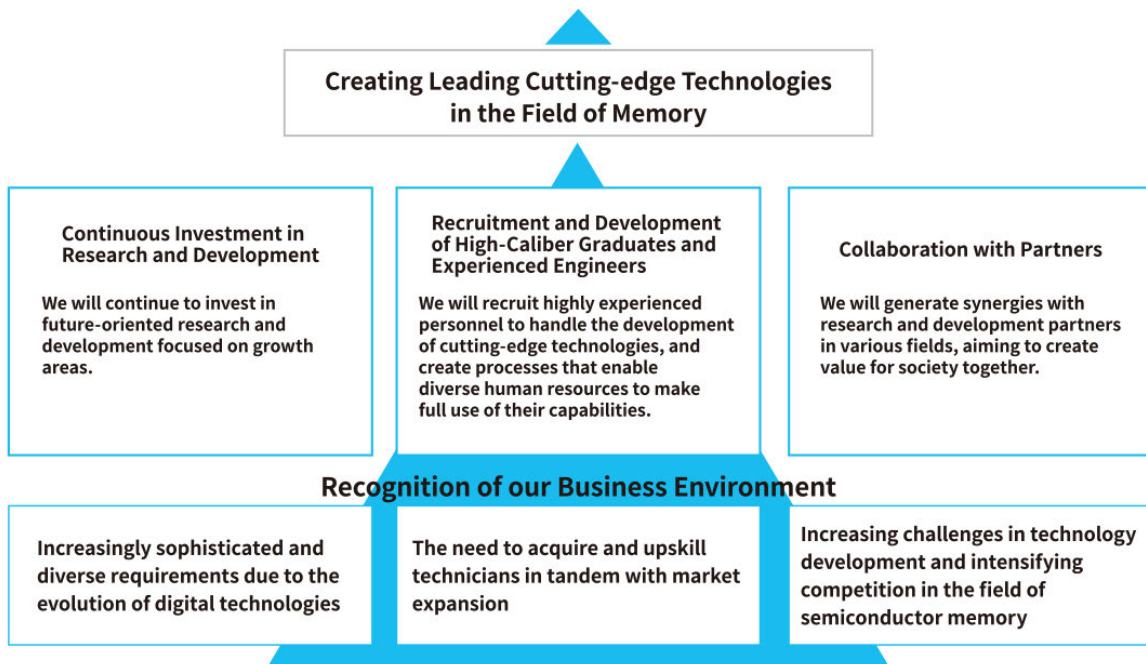 Creating Leading Cutting-edge Technologies
in the Field of Memory
Continuous Investment in
Research and Development
We will continue to invest in
future-oriented research and
development focused on growth
areas.
Recruitment and Development
of High-Caliber Graduates and
Experienced Engineers
We will recruit highly experienced
personnel to handle the development
of cutting-edge technologies, and
create processes that enable
diverse human resources to make
full use of their capabilities.
Collaboration with Partners
We will generate synergies with
research and development partners
in various fields, aiming to create
value for society together.
Recognition of our Business Environment
Increasingly sophisticated and
diverse requirements due to the
evolution of digital technologies
The need to acquire and upskill
technicians in tandem with market
expansion
Increasing challenges in technology
development and intensifying
competition in the field of
semiconductor memory